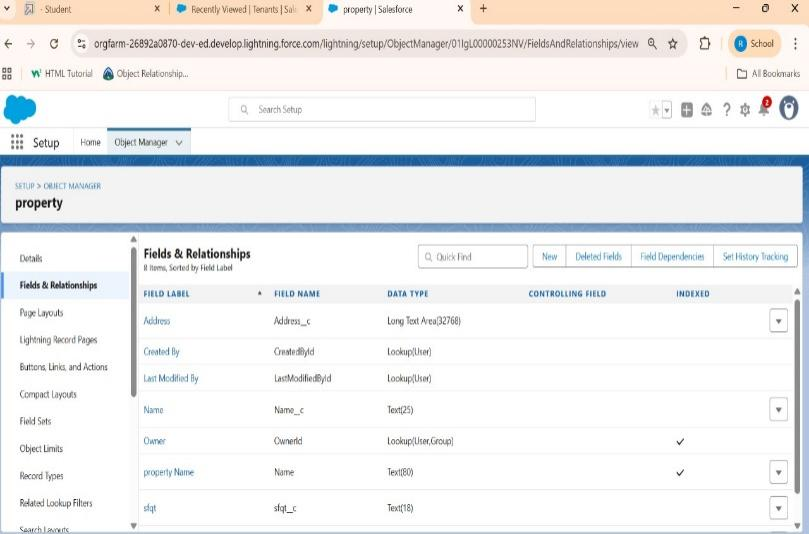 - Student
Recently Viewed | Tenants | Sal
property | Salesforce
orgfarm-26892a0870-dev-ed.develop.lightning.force.com/lightning/setup/ObjectManager/01IgL00000253NV/FieldsAndRelationships/view
School
HTML Tutorial
Object Relationship...
All Bookmarks
Search Setup
2
Setup
Home
Object Manager
SETUP > OBJECT MANAGER
property
Details
Fields & Relationships
Page Layouts
Lightning Record Pages
Buttons, Links, and Actions
Compact Layouts
Field Sets
Object Limits
Record Types
Related Lookup Filters
Search Layouts
Fields & Relationships
8 Items, Sorted by Field Label
Quick Find
New
Deleted Fields
Field Dependencies
Set History Tracking
FIELD LABEL FIELD NAME DATA TYPE CONTROLLING FIELD INDEXED
Address Address__c Long Text Area(32768)
Created By CreatedById Lookup(User)
Last Modified By LastModifiedById Lookup(User)
Name Name__c Text(25)
Owner OwnerId Lookup(User,Group)
property Name Name Text(80)
sfqt sfqt__c Text(18)